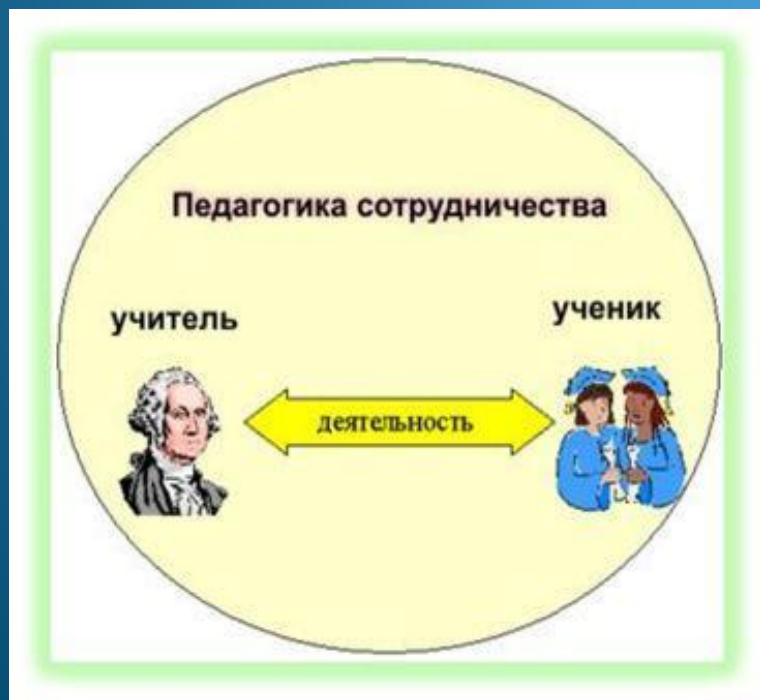 Педагогика сотрудничества
учитель
ученик
деятельность